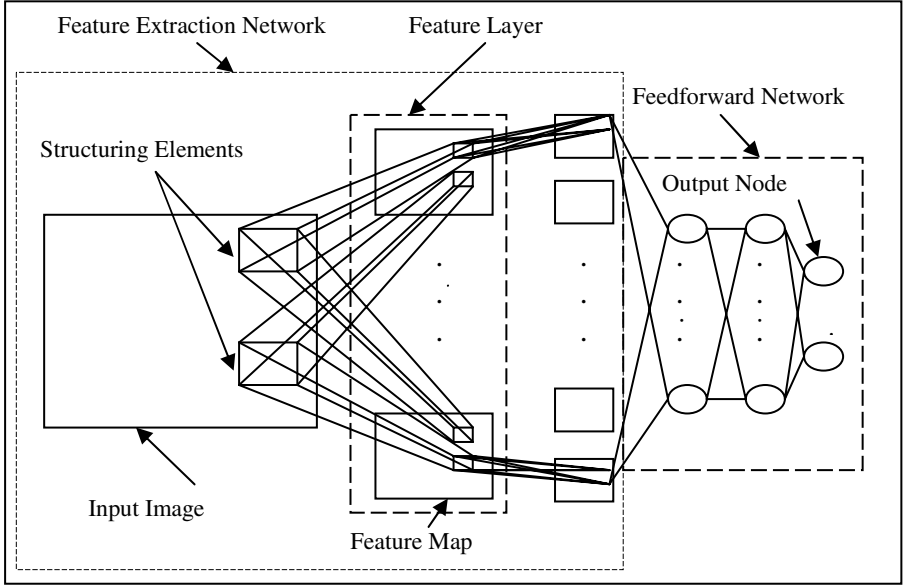 Feature Extraction Network
Feature Layer
Feedforward Network
Structuring Elements
Output Node
Input Image
Feature Map